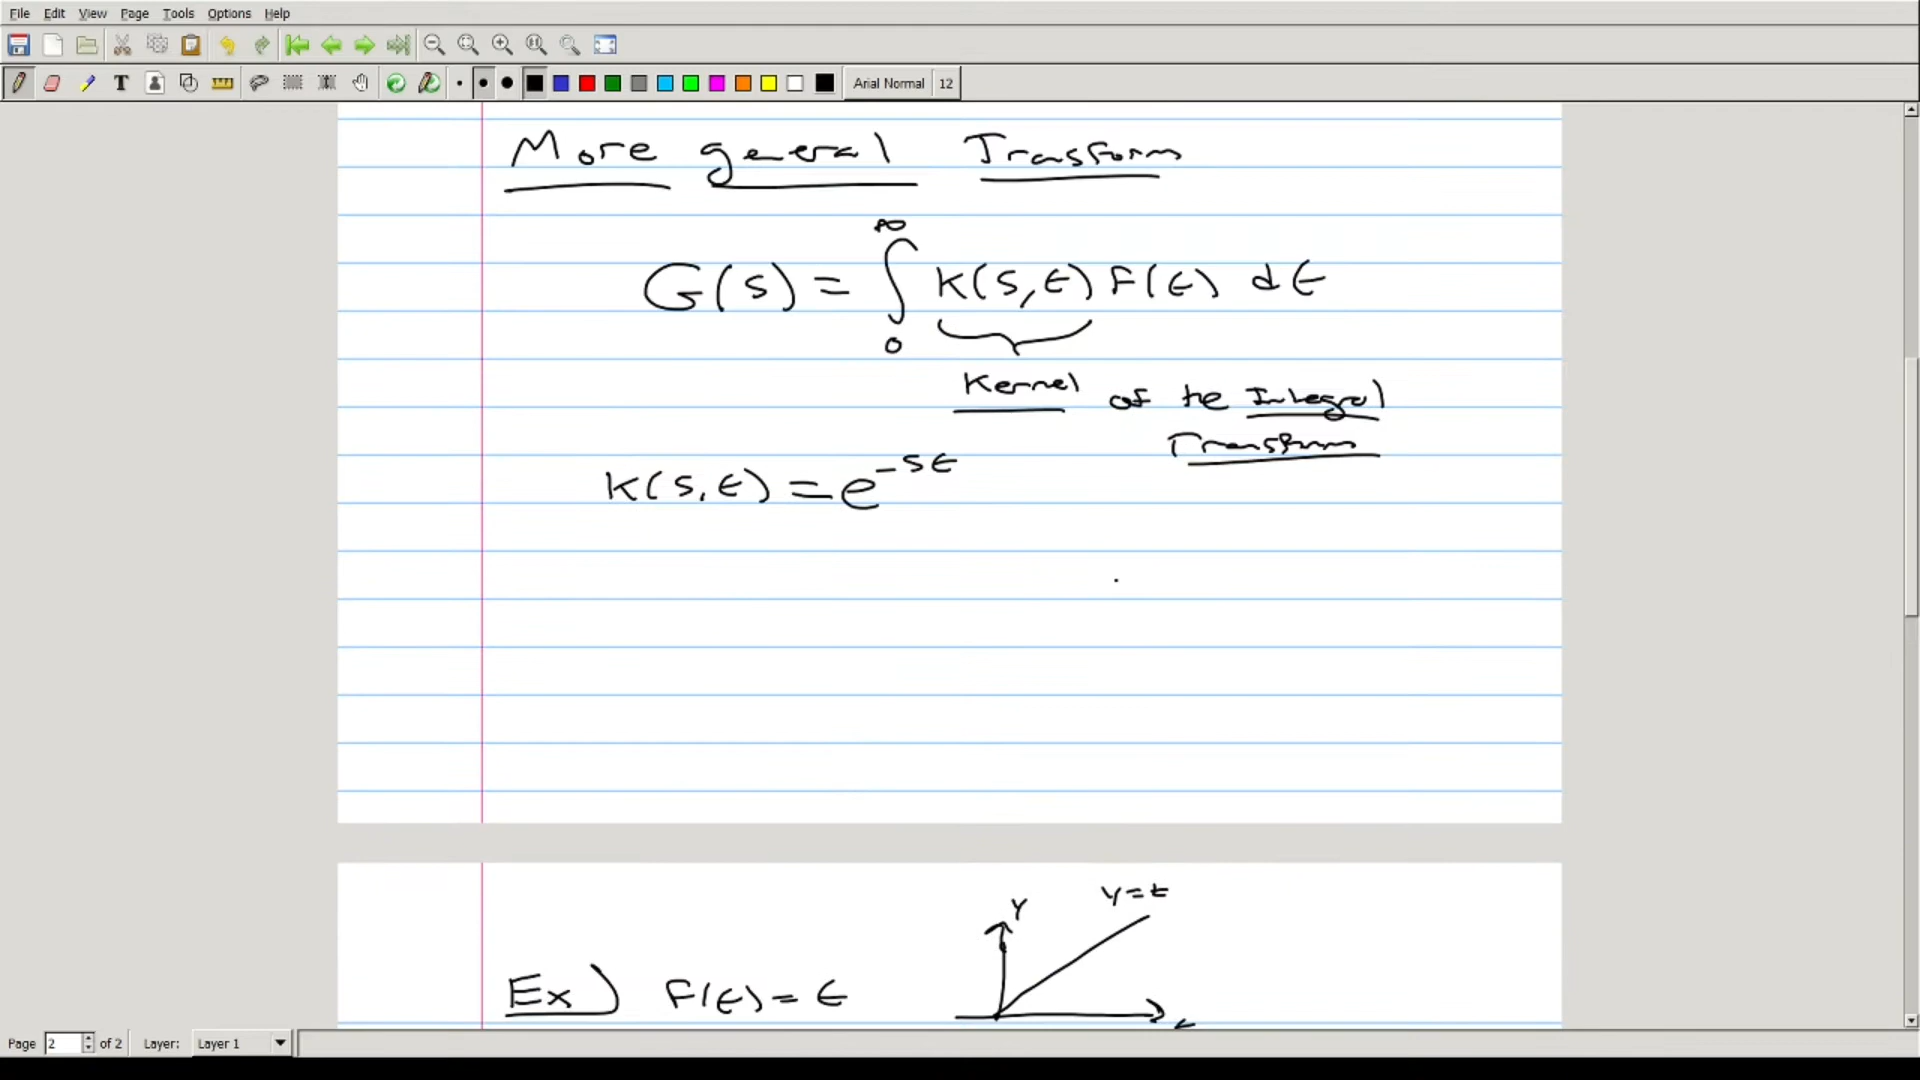 File Edit View Page Tools Options Help
Arial Normal 12
More general Transform
G(s) = ∫₀^∞ K(s,t) F(t) dt
Kernel of the Integral
Transform
K(s,t) = e^{-st}
y
y=t
Ex) F(t) = t
t
Page 2 of 2 Layer: Layer 1